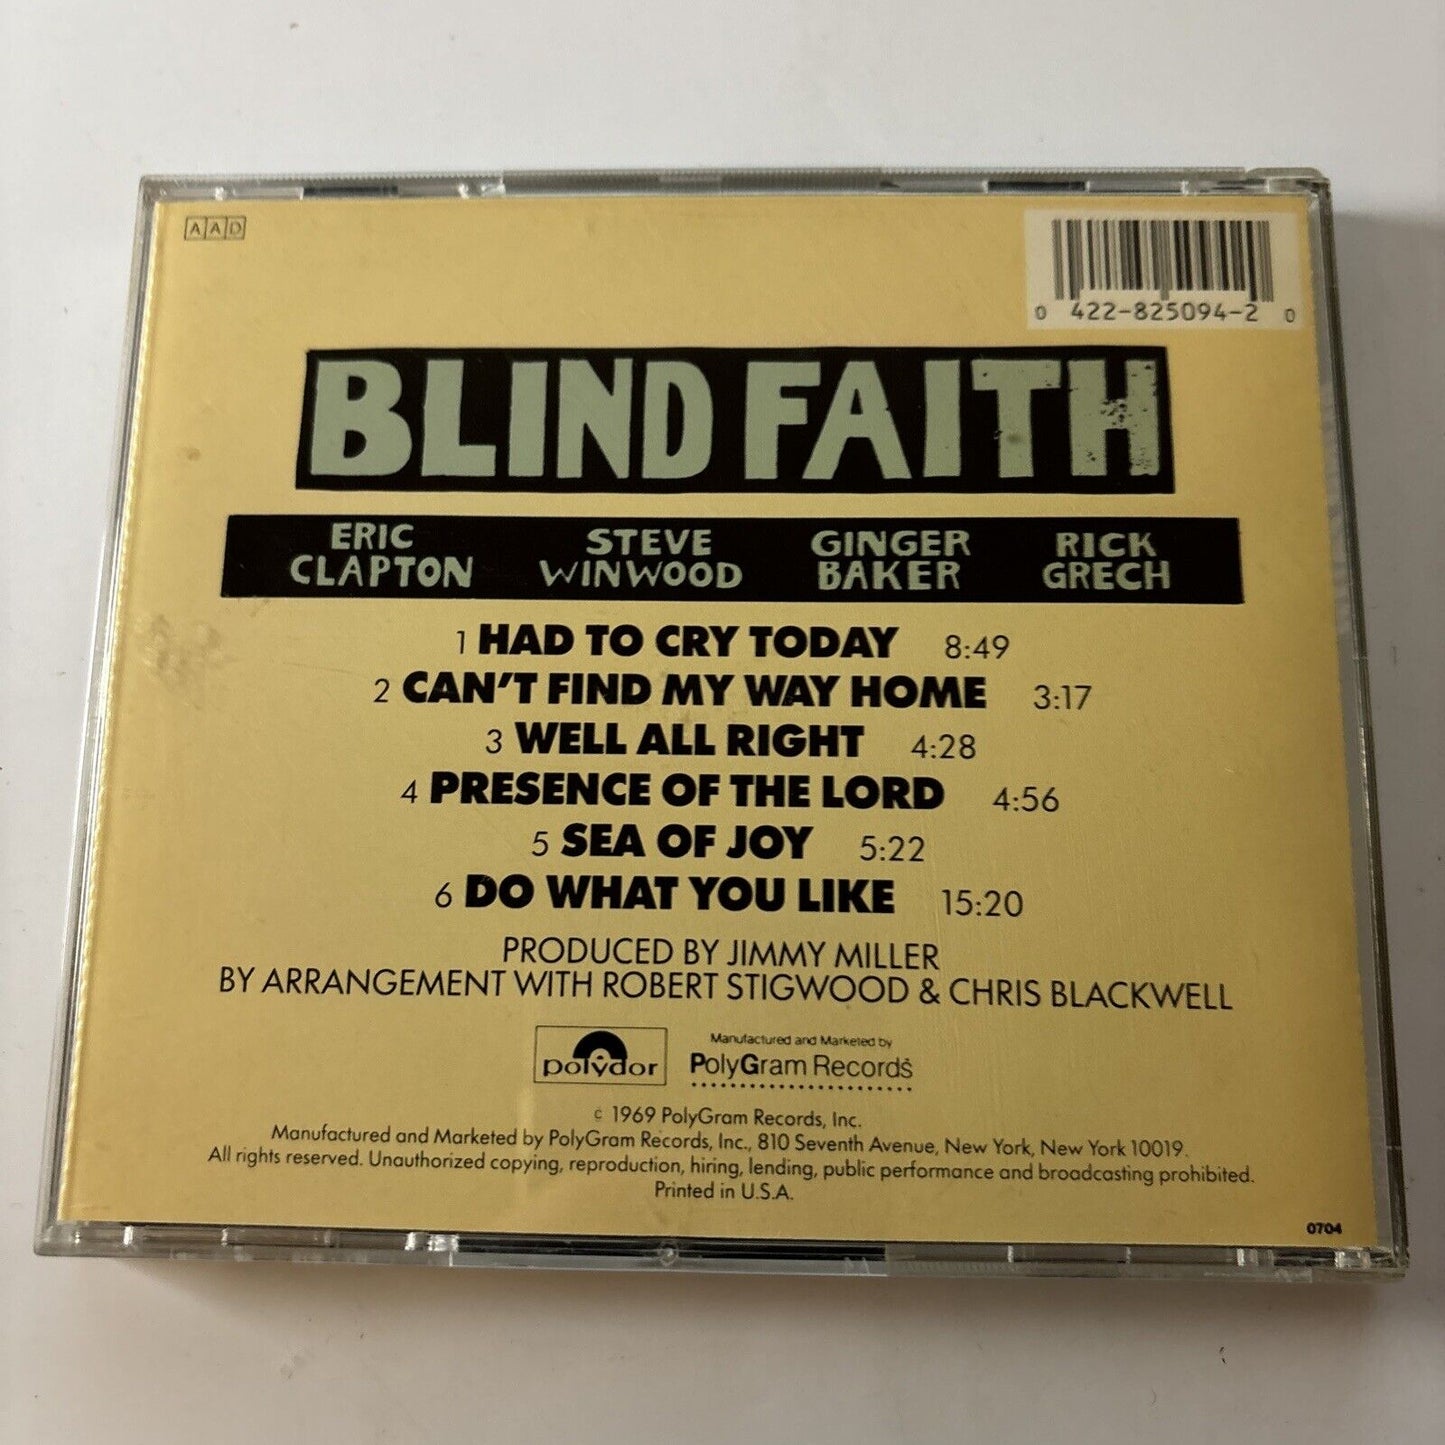 AAD
0 422-825094-2 0
BLIND FAITH
ERIC CLAPTON
STEVE WINWOOD
GINGER BAKER
RICK GRECH
1 HAD TO CRY TODAY 8:49
2 CAN'T FIND MY WAY HOME 3:17
3 WELL ALL RIGHT 4:28
4 PRESENCE OF THE LORD 4:56
5 SEA OF JOY 5:22
6 DO WHAT YOU LIKE 15:20
PRODUCED BY JIMMY MILLER
BY ARRANGEMENT WITH ROBERT STIGWOOD & CHRIS BLACKWELL
polydor
Manufactured and Marketed by
PolyGram Records
© 1969 PolyGram Records, Inc.
Manufactured and Marketed by PolyGram Records, Inc., 810 Seventh Avenue, New York, New York 10019.
All rights reserved. Unauthorized copying, reproduction, hiring, lending, public performance and broadcasting prohibited.
Printed in U.S.A.
0704